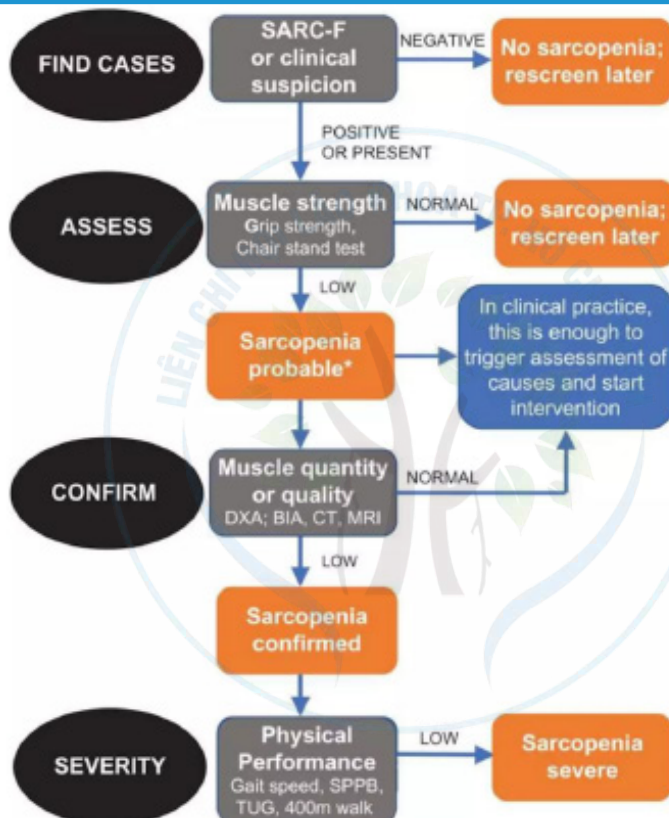 FIND CASES
SARC-F
or clinical
suspicion
NEGATIVE
No sarcopenia;
rescreen later
POSITIVE
OR PRESENT
ASSESS
Muscle strength
Grip strength,
Chair stand test
NORMAL
No sarcopenia;
rescreen later
LOW
Sarcopenia
probable*
In clinical practice,
this is enough to
trigger assessment of
causes and start
intervention
CONFIRM
Muscle quantity
or quality
DXA; BIA, CT, MRI
NORMAL
LOW
Sarcopenia
confirmed
SEVERITY
Physical
Performance
Gait speed, SPPB,
TUG, 400m walk
LOW
Sarcopenia
severe
LIÊN CHI